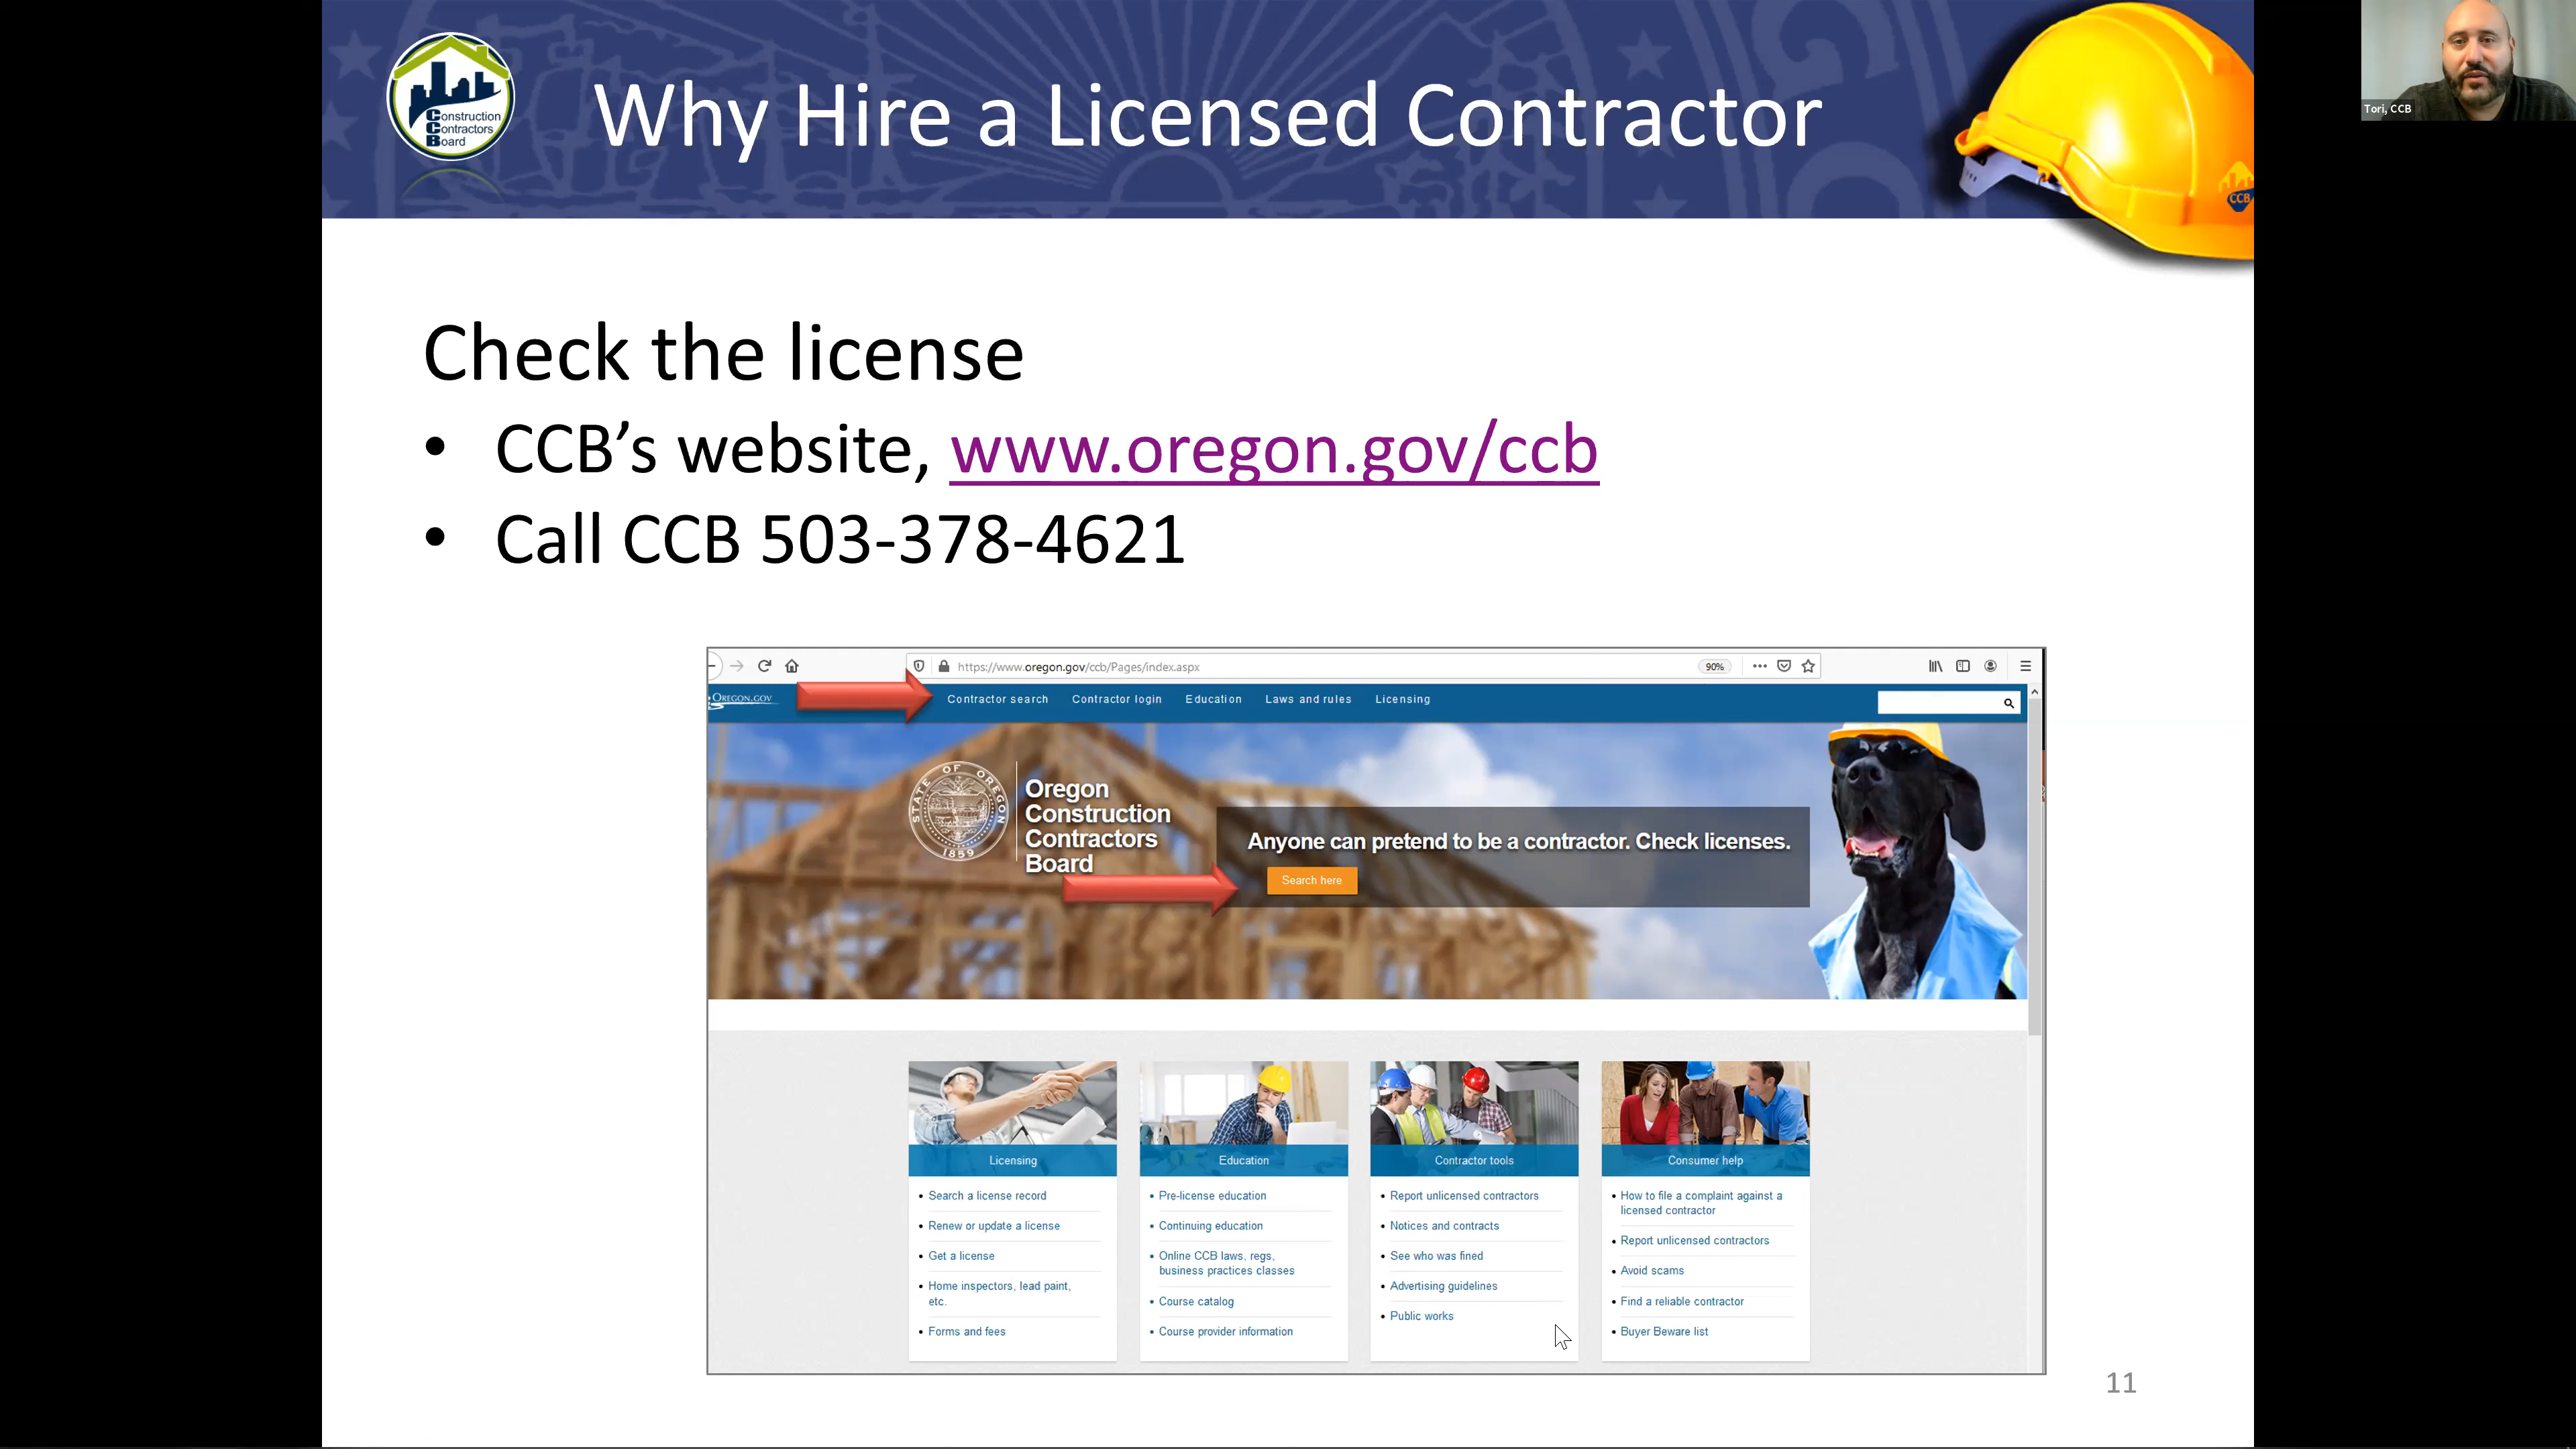 Construction
Contractors
Board
Why Hire a Licensed Contractor
CCB
Tori, CCB
Check the license
• CCB’s website, www.oregon.gov/ccb
• Call CCB 503-378-4621
https://www.oregon.gov/ccb/Pages/index.aspx
90%
OREGON.GOV
Contractor search
Contractor login
Education
Laws and rules
Licensing
STATE OF OREGON
1859
Oregon
Construction
Contractors
Board
Anyone can pretend to be a contractor. Check licenses.
Search here
Licensing
• Search a license record
• Renew or update a license
• Get a license
• Home inspectors, lead paint,
etc.
• Forms and fees
Education
• Pre-license education
• Continuing education
• Online CCB laws, regs,
business practices classes
• Course catalog
• Course provider information
Contractor tools
• Report unlicensed contractors
• Notices and contracts
• See who was fined
• Advertising guidelines
• Public works
Consumer help
• How to file a complaint against a
licensed contractor
• Report unlicensed contractors
• Avoid scams
• Find a reliable contractor
• Buyer Beware list
11